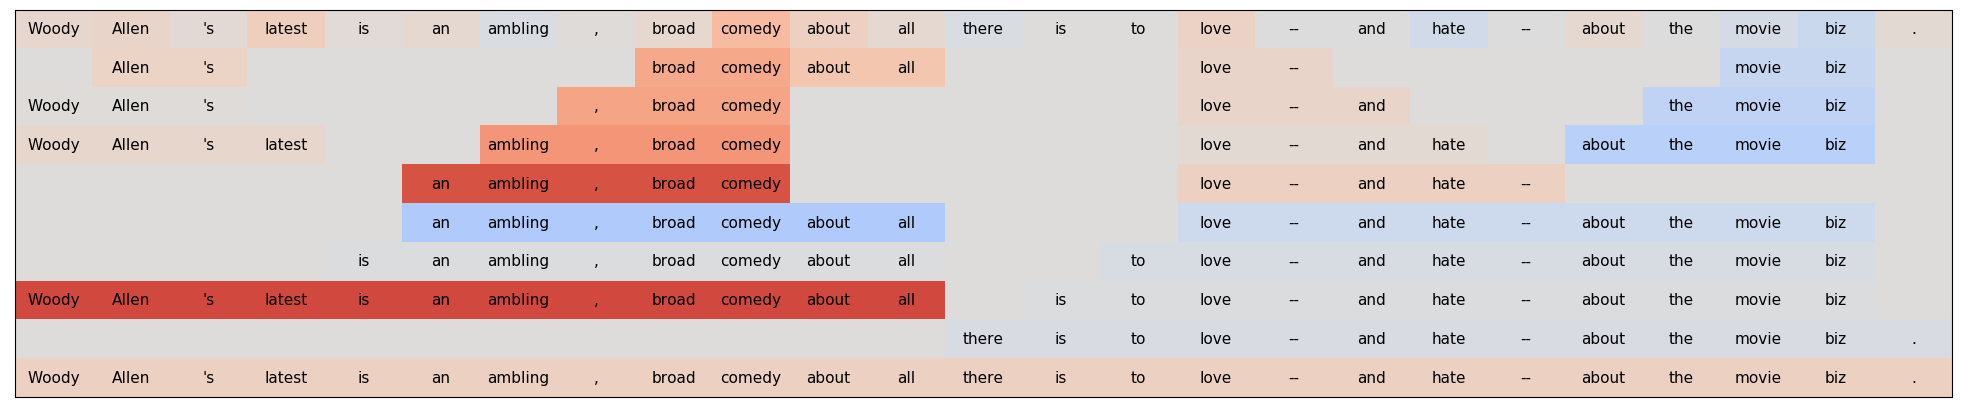 Woody Allen 's latest is an ambling , broad comedy about all there is to love -- and hate -- about the movie biz .
Allen 's broad comedy about all love -- movie biz
Woody Allen 's , broad comedy love -- and the movie biz
Woody Allen 's latest ambling , broad comedy love -- and hate about the movie biz
an ambling , broad comedy love -- and hate --
an ambling , broad comedy about all love -- and hate -- about the movie biz
is an ambling , broad comedy about all to love -- and hate -- about the movie biz
Woody Allen 's latest is an ambling , broad comedy about all is to love -- and hate -- about the movie biz
there is to love -- and hate -- about the movie biz .
Woody Allen 's latest is an ambling , broad comedy about all there is to love -- and hate -- about the movie biz .